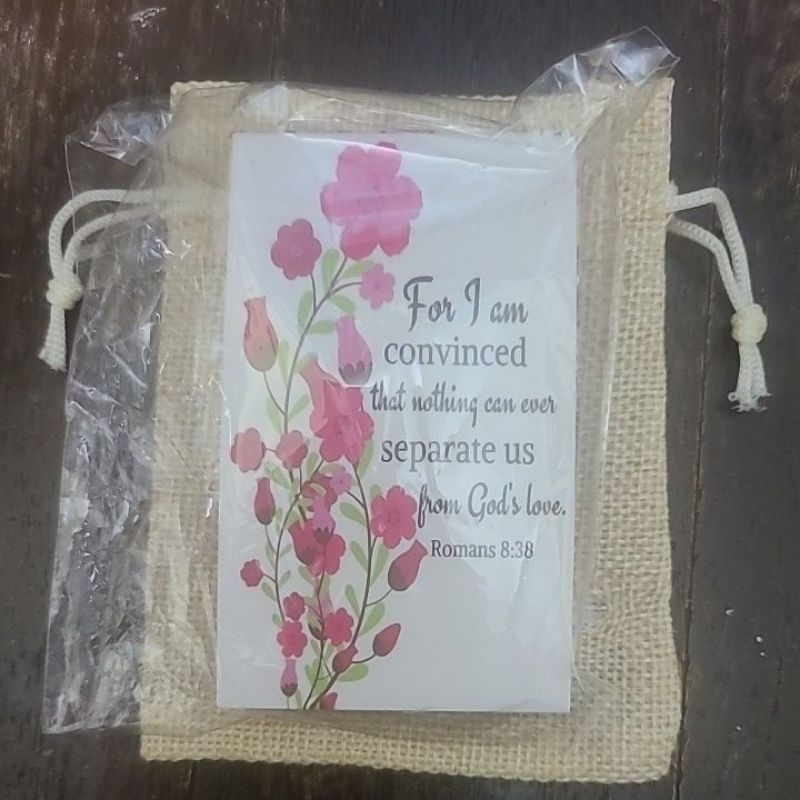 For I am
convinced
that nothing can ever
separate us
from God's love.
Romans 8:38